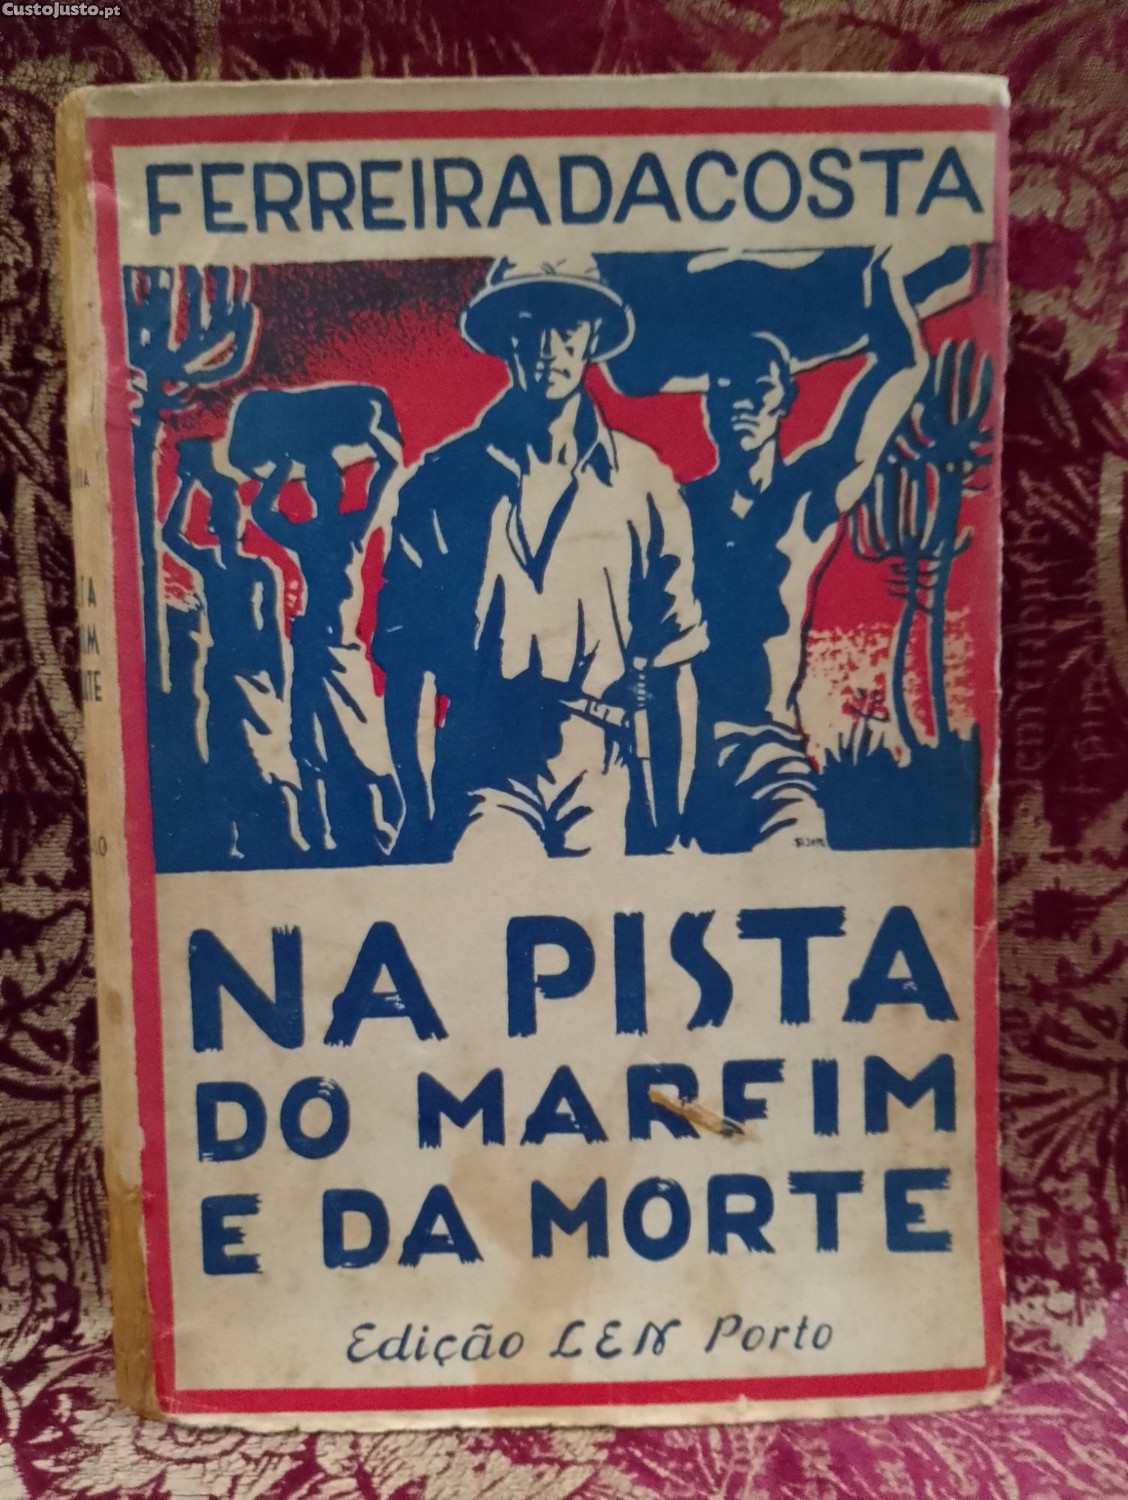 CustoJusto.pt
FERREIRA DA COSTA
NA PISTA
DO MARFIM
E DA MORTE
Edição LEN Porto